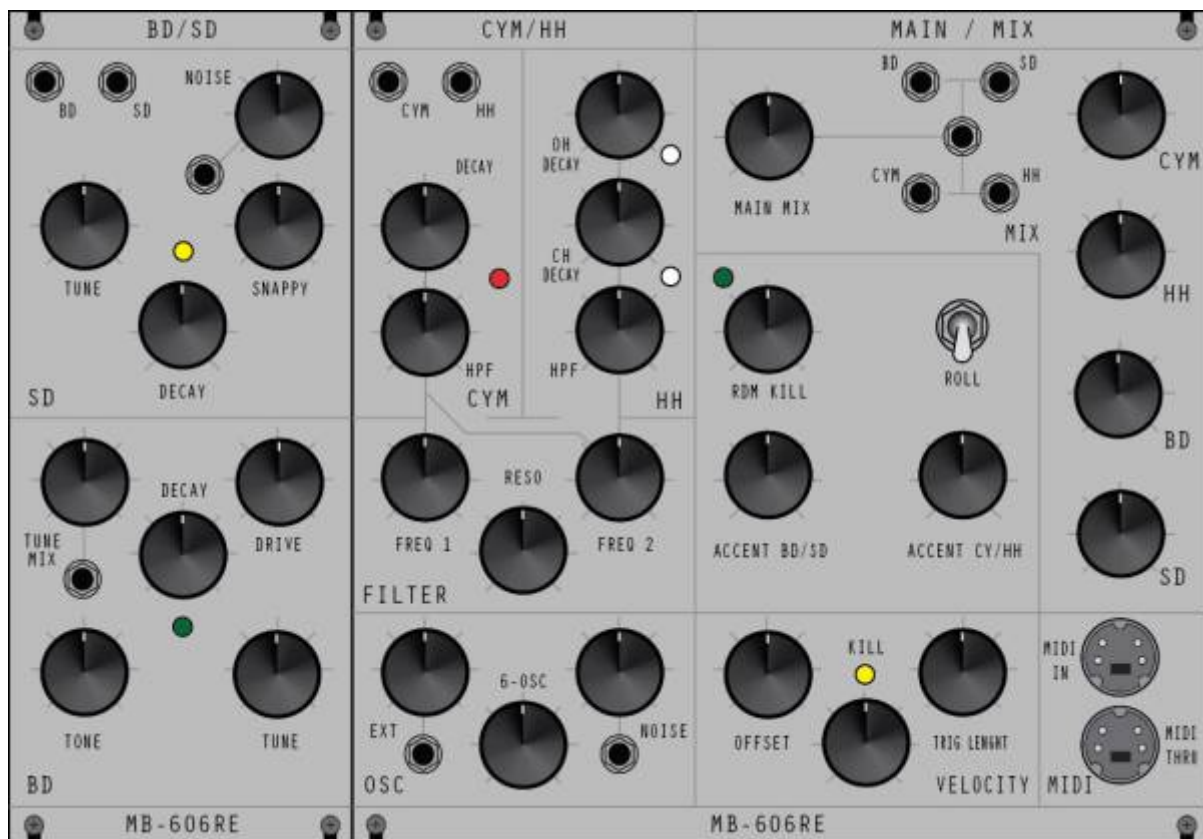 BD/SD
CYM/HH
MAIN / MIX
BD
SD
NOISE
TUNE
SNAPPY
DECAY
SD
TUNE
MIX
DECAY
DRIVE
TONE
TUNE
BD
MB-606RE
CYM
HH
DECAY
OH
DECAY
CH
DECAY
HPF
HPF
CYM
HH
RESO
FREQ 1
FREQ 2
FILTER
6-OSC
EXT
NOISE
OSC
BD
SD
CYM
HH
MAIN MIX
MIX
RDM KILL
ROLL
ACCENT BD/SD
ACCENT CY/HH
CYM
HH
BD
SD
KILL
OFFSET
TRIG LENGHT
VELOCITY
MIDI
IN
MIDI
THRU
MIDI
MB-606RE